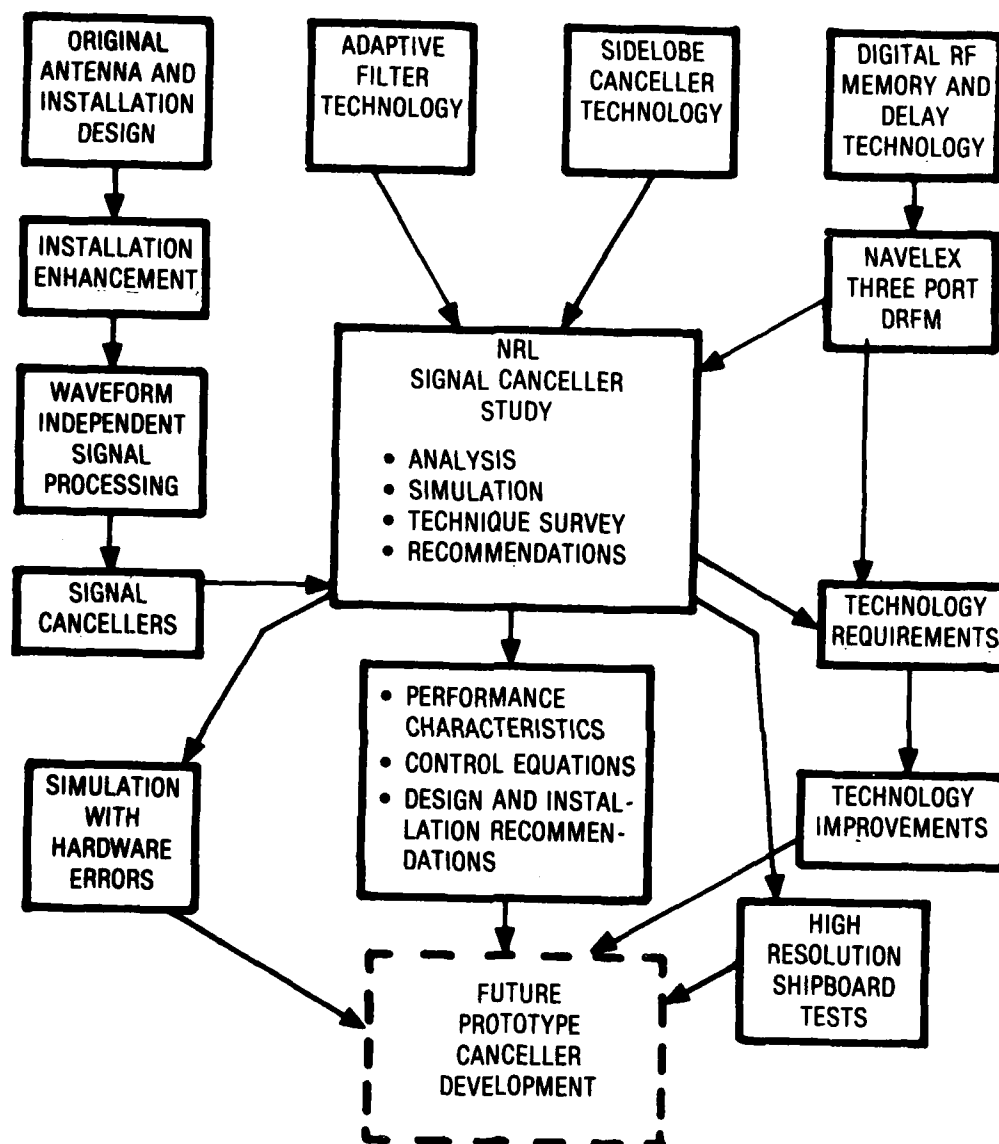 ORIGINAL
ANTENNA AND
INSTALLATION
DESIGN
ADAPTIVE
FILTER
TECHNOLOGY
SIDELOBE
CANCELLER
TECHNOLOGY
DIGITAL RF
MEMORY AND
DELAY
TECHNOLOGY
INSTALLATION
ENHANCEMENT
NAVELEX
THREE PORT
DRFM
WAVEFORM
INDEPENDENT
SIGNAL
PROCESSING
NRL
SIGNAL CANCELLER
STUDY
• ANALYSIS
• SIMULATION
• TECHNIQUE SURVEY
• RECOMMENDATIONS
SIGNAL
CANCELLERS
TECHNOLOGY
REQUIREMENTS
• PERFORMANCE
CHARACTERISTICS
• CONTROL EQUATIONS
• DESIGN AND INSTAL-
LATION RECOMMEN-
DATIONS
SIMULATION
WITH
HARDWARE
ERRORS
TECHNOLOGY
IMPROVEMENTS
HIGH
RESOLUTION
SHIPBOARD
TESTS
FUTURE
PROTOTYPE
CANCELLER
DEVELOPMENT